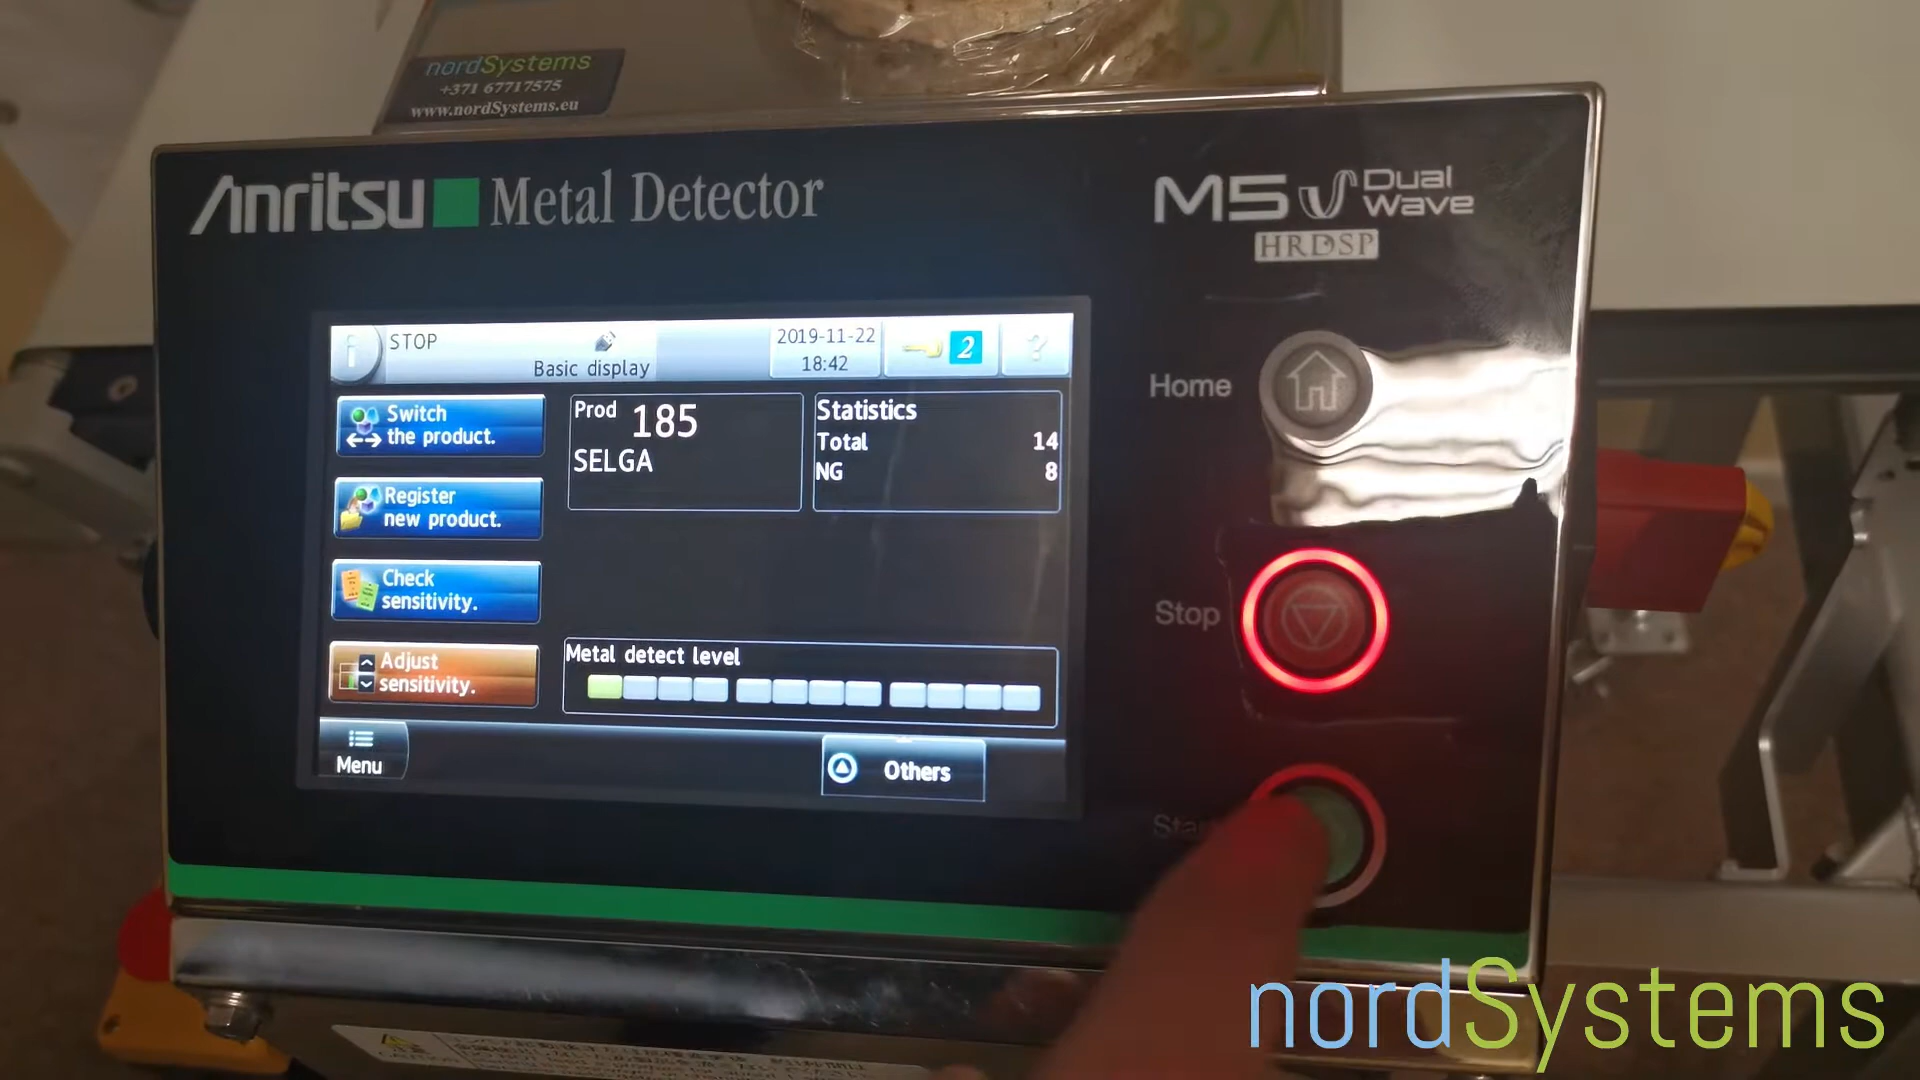 nordSystems
+371 67717575
www.nordSystems.eu
Anritsu Metal Detector
M5 Dual Wave
HRDSP
STOP
Basic display
2019-11-22
18:42
2
?
Switch
the product.
Prod 185
SELGA
Statistics
Total 14
NG 8
Register
new product.
Check
sensitivity.
Adjust
sensitivity.
Metal detect level
Menu
Others
Home
Stop
nordSystems